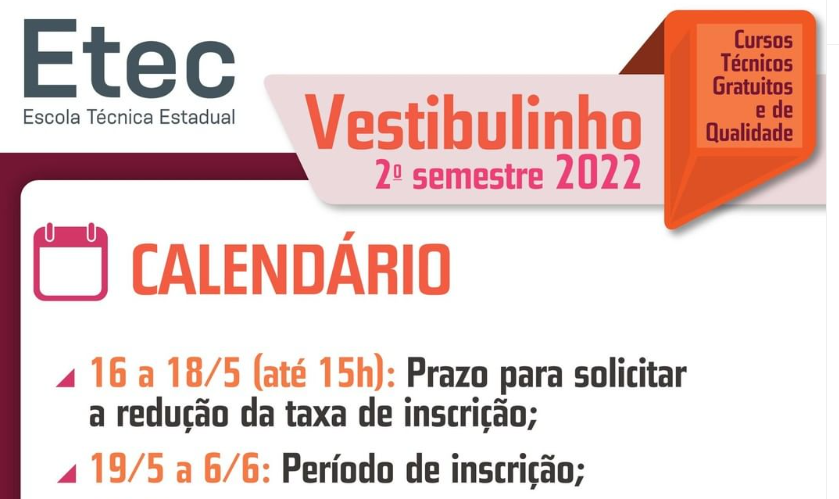 Etec
Escola Técnica Estadual
Vestibulinho
2º semestre 2022
Cursos
Técnicos
Gratuitos
e de
Qualidade
CALENDÁRIO
16 a 18/5 (até 15h): Prazo para solicitar
a redução da taxa de inscrição;
19/5 a 6/6: Período de inscrição;